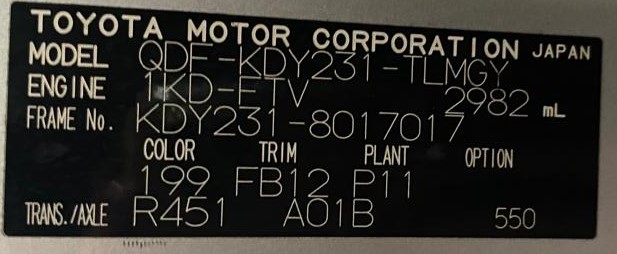 TOYOTA MOTOR CORPORATION JAPAN
MODEL QDF-KDY231-TLMGY
ENGINE 1KD-FTV 2982 mL
FRAME No. KDY231-8017017
COLOR TRIM PLANT OPTION
199 FB12 P11
TRANS./AXLE R451 A01B 550